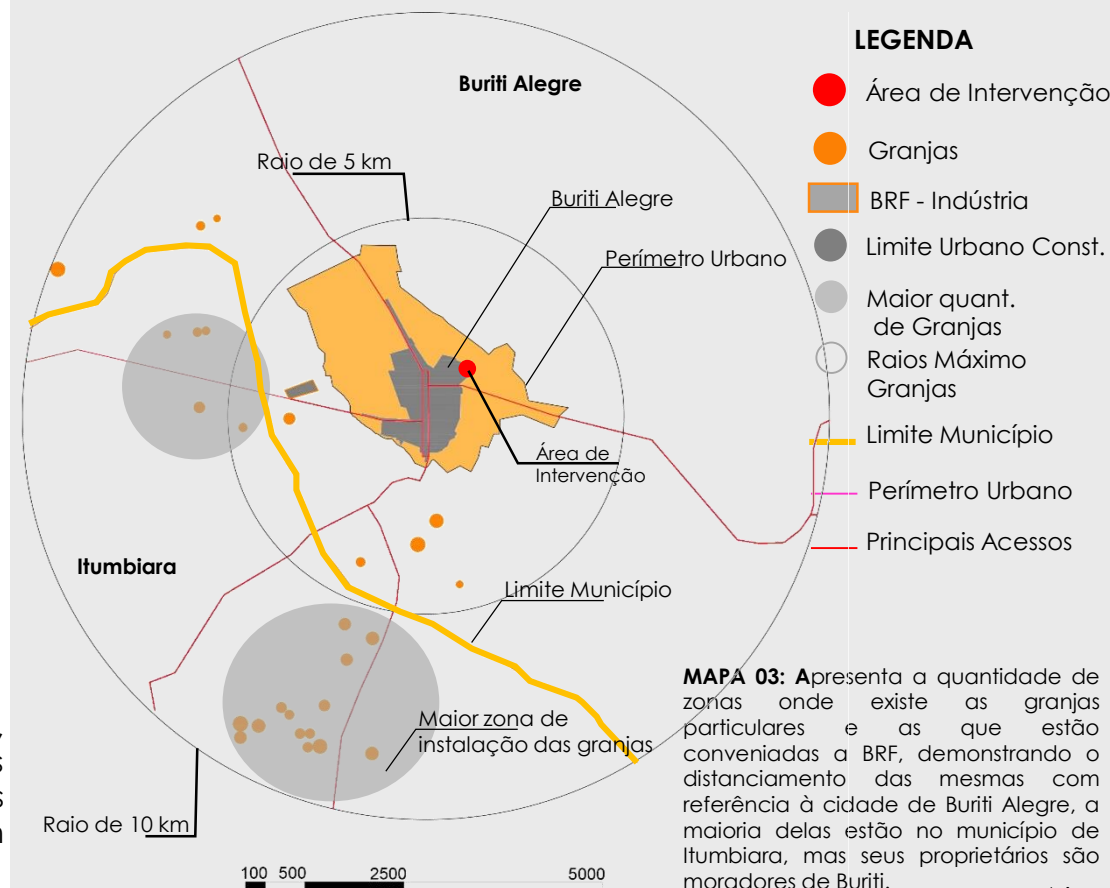 LEGENDA
Área de Intervenção
Granjas
BRF - Indústria
Limite Urbano Const.
Maior quant.
de Granjas
Raios Máximo
Granjas
Limite Município
Perímetro Urbano
Principais Acessos
Buriti Alegre
Raio de 5 km
Buriti Alegre
Perímetro Urbano
Área de
Intervenção
Itumbiara
Limite Município
Maior zona de
instalação das granjas
Raio de 10 km
100 500 2500 5000
MAPA 03: Apresenta a quantidade de
zonas onde existe as granjas
particulares e as que estão
conveniadas a BRF, demonstrando o
distanciamento das mesmas com
referência à cidade de Buriti Alegre, a
maioria delas estão no município de
Itumbiara, mas seus proprietários são
moradores de Buriti.